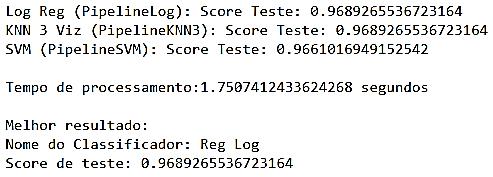 Log Reg (PipelineLog): Score Teste: 0.9689265536723164
KNN 3 Viz (PipelineKNN3): Score Teste: 0.9689265536723164
SVM (PipelineSVM): Score Teste: 0.9661016949152542
Tempo de processamento:1.7507412433624268 segundos
Melhor resultado:
Nome do Classificador: Reg Log
Score de teste: 0.9689265536723164